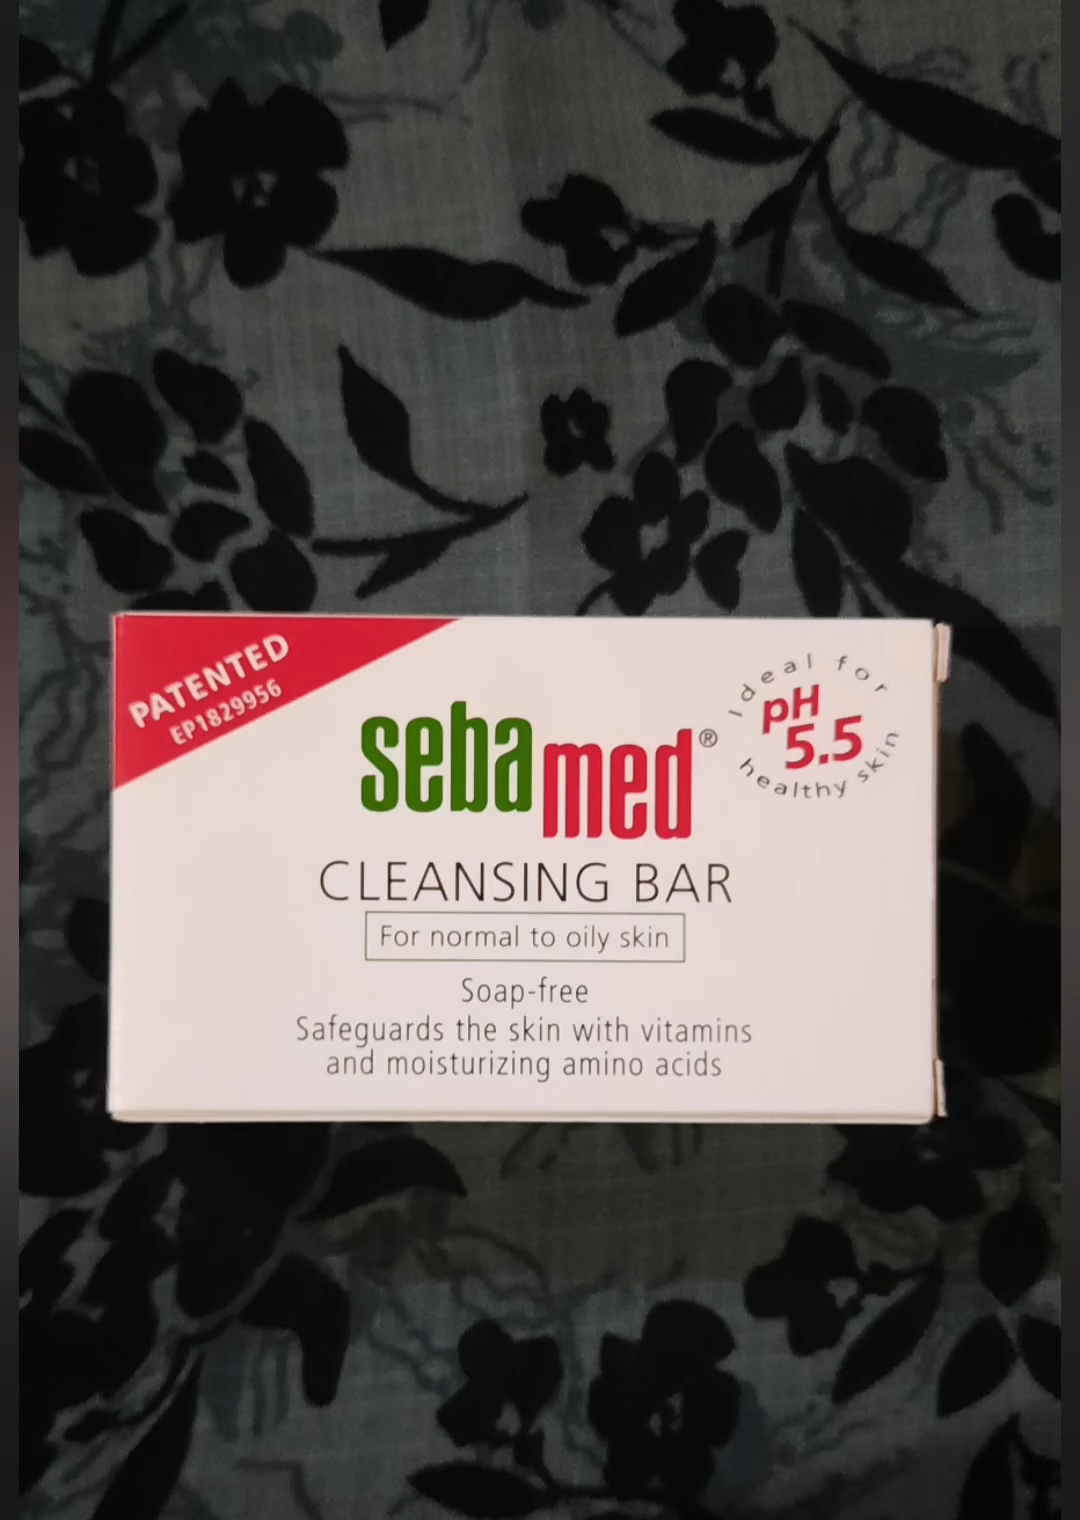 PATENTED
EP1829956
sebamed®
Ideal for
pH
5.5
healthy skin
CLEANSING BAR
For normal to oily skin
Soap-free
Safeguards the skin with vitamins
and moisturizing amino acids